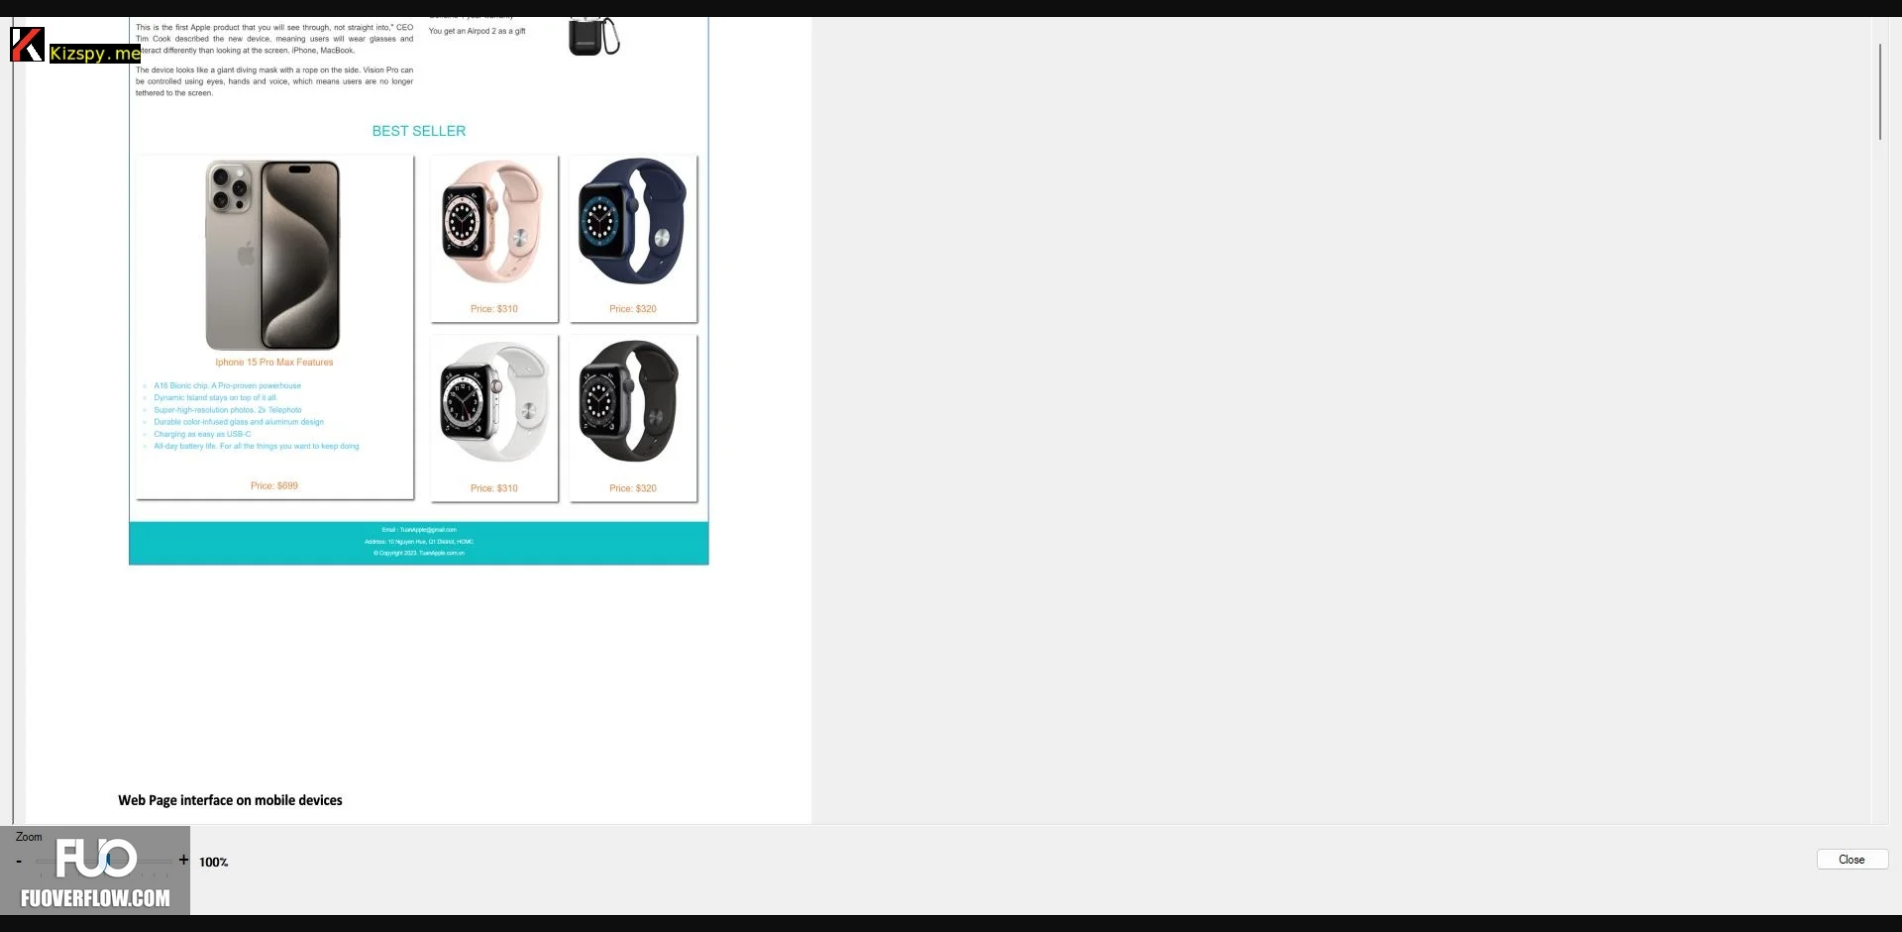 This is the first Apple product that you will see through, not straight into," CEO
Tim Cook described the new device, meaning users will wear glasses and
interact differently than looking at the screen. iPhone, MacBook.
The device looks like a giant diving mask with a rope on the side. Vision Pro can
be controlled using eyes, hands and voice, which means users are no longer
tethered to the screen.
You get an Airpod 2 as a gift
Kizspy.me
BEST SELLER
Iphone 15 Pro Max Features
A16 Bionic chip. A Pro-proven powerhouse
Dynamic Island stays on top of it all
Super-high-resolution photos. 2x Telephoto
Durable color-infused glass and aluminum design
Charging as easy as USB-C
All-day battery life. For all the things you want to keep doing
Price: $699
Price: $310
Price: $320
Price: $310
Price: $320
Email : TuanApple@gmail.com
Address: 10 Nguyen Hue, Q1 District, HCMC
© Copyright 2023. TuanApple.com.vn
Web Page interface on mobile devices
Zoom
- + 100%
FUO
FUOVERFLOW.COM
Close